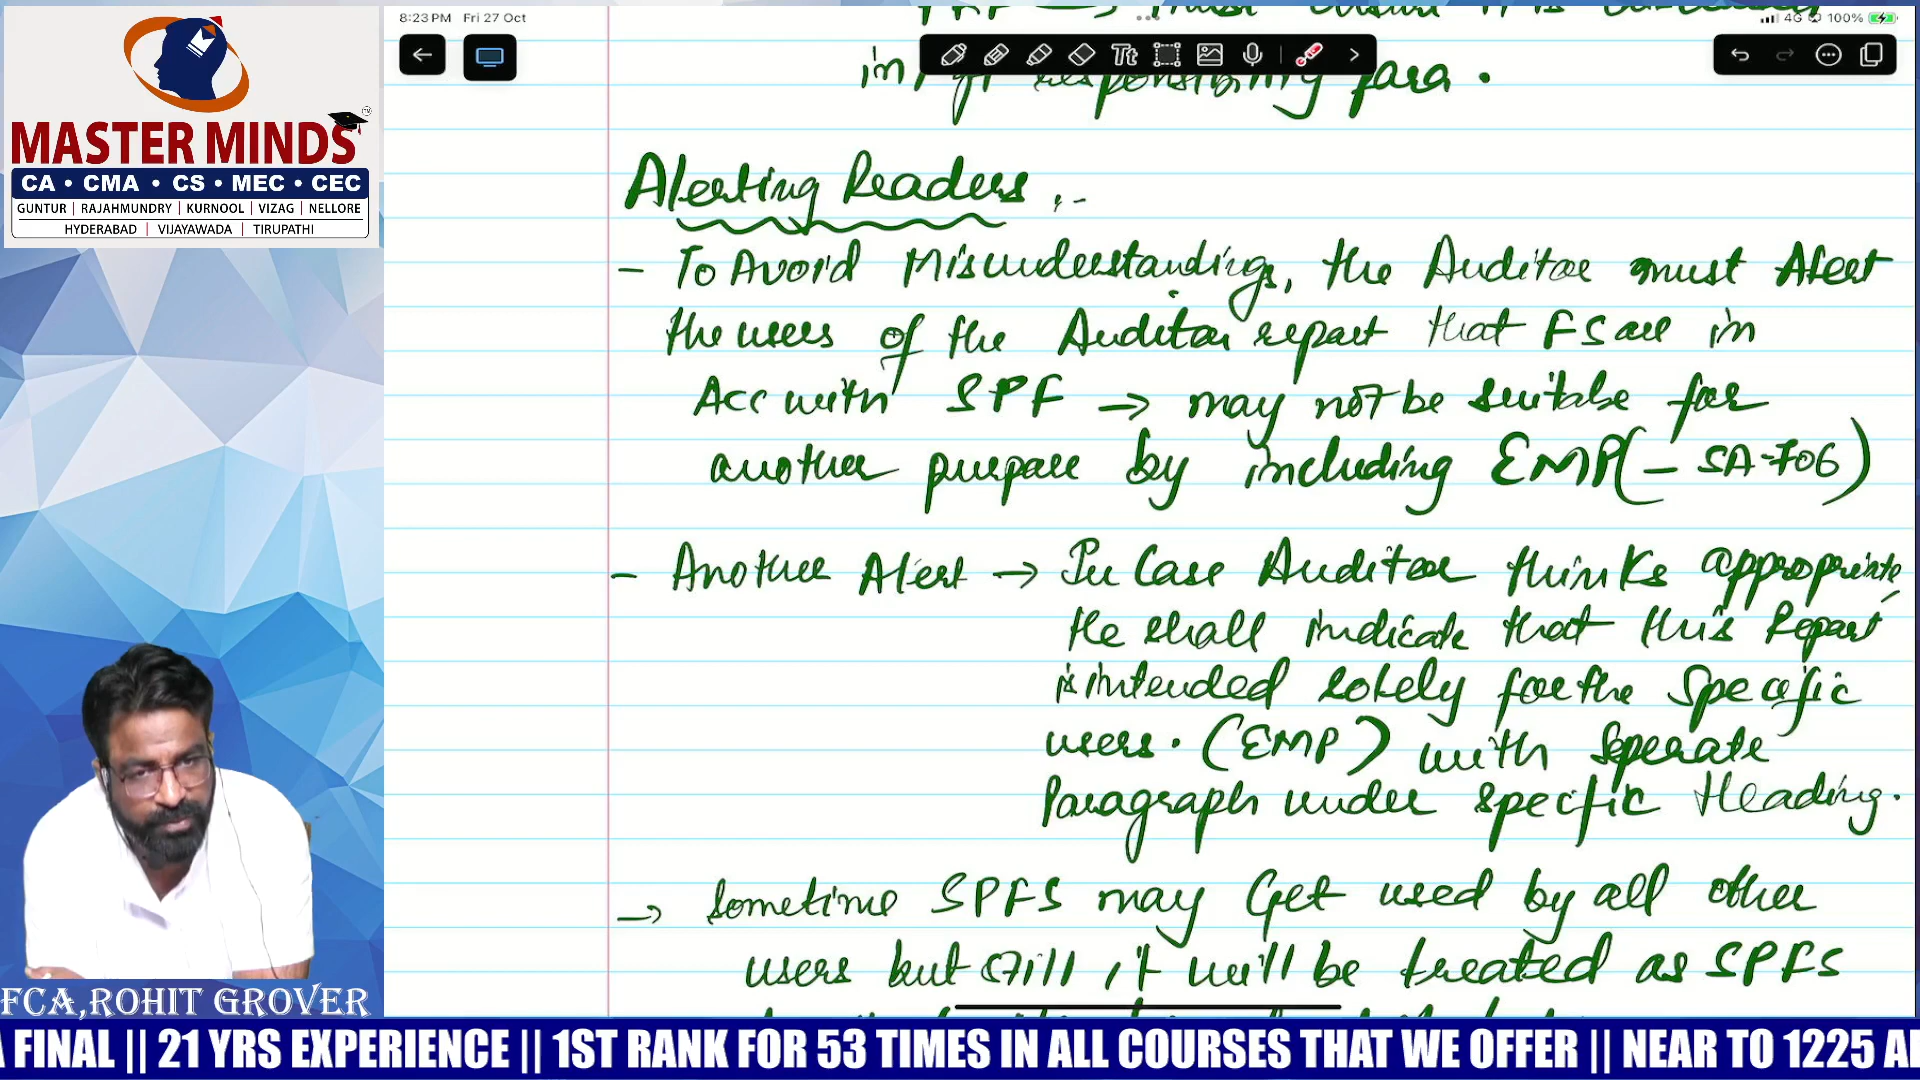 8:23 PM Fri 27 Oct
4G 100%
in responsibility para.
MASTER MINDS
CA • CMA • CS • MEC • CEC
GUNTUR | RAJAHMUNDRY | KURNOOL | VIZAG | NELLORE
HYDERABAD | VIJAYAWADA | TIRUPATHI
Tt
Alerting Readers :-
- To Avoid Misunderstandings, the Auditor must Alert
the users of the Auditor report that FS are in
Acc with SPF → may not be suitable for
another purpose by including EMP (- SA-706)
- Another Alert → In Case Auditor thinks appropriate,
He shall indicate that this Report
is intended solely for the Specific
users. (EMP) with Seperate
Paragraph under specific Heading.
→ Sometime SPFS may Get used by all other
users but still it will be treated as SPFS
FCA,ROHIT GROVER
A FINAL || 21 YRS EXPERIENCE || 1ST RANK FOR 53 TIMES IN ALL COURSES THAT WE OFFER || NEAR TO 1225 A